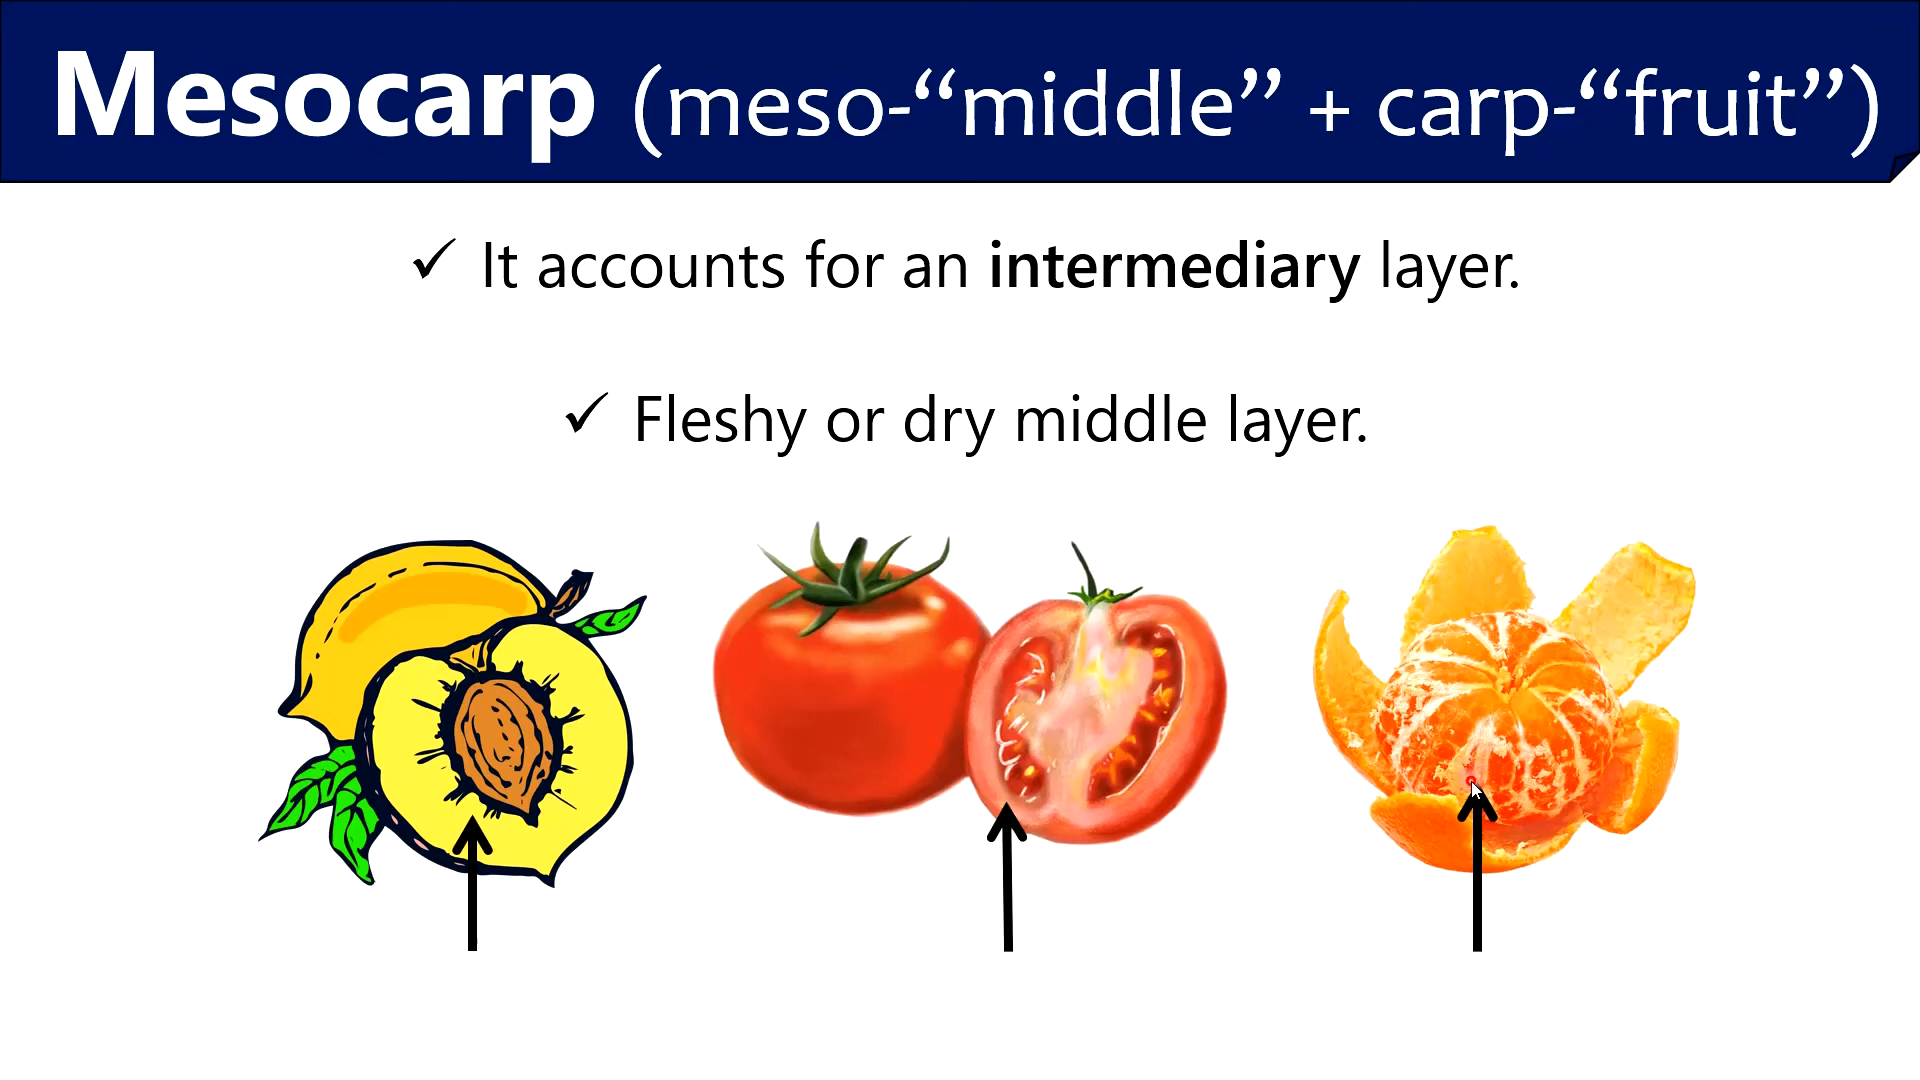 Mesocarp (meso-“middle” + carp-“fruit”)
✓ It accounts for an intermediary layer.
✓ Fleshy or dry middle layer.